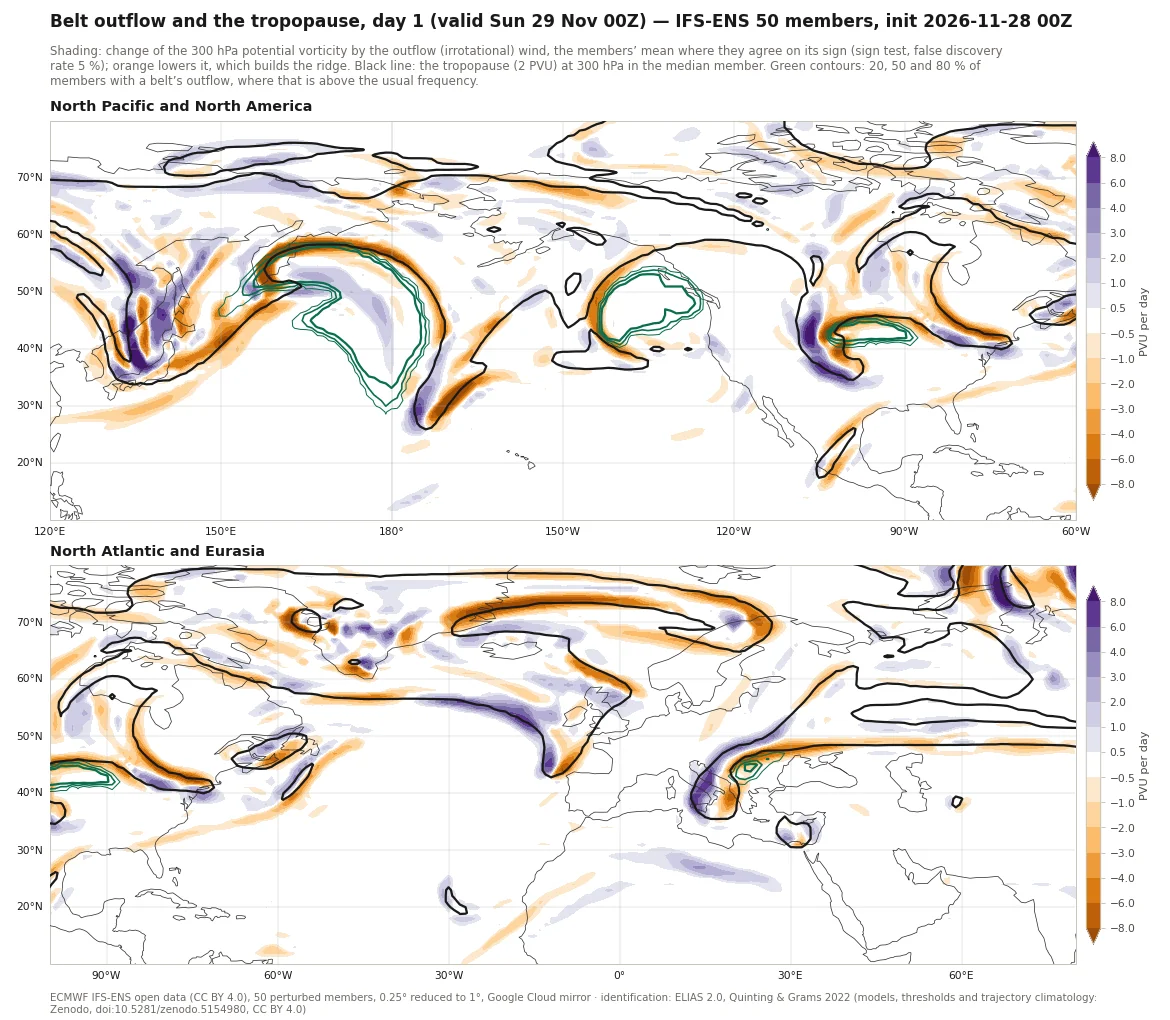 Belt outflow and the tropopause, day 1 (valid Sun 29 Nov 00Z) — IFS-ENS 50 members, init 2026-11-28 00Z
Shading: change of the 300 hPa potential vorticity by the outflow (irrotational) wind, the members’ mean where they agree on its sign (sign test, false discovery
rate 5 %); orange lowers it, which builds the ridge. Black line: the tropopause (2 PVU) at 300 hPa in the median member. Green contours: 20, 50 and 80 % of
members with a belt’s outflow, where that is above the usual frequency.
North Pacific and North America
70°N
60°N
50°N
40°N
30°N
20°N
120°E
150°E
180°
150°W
120°W
90°W
60°W
8.0
6.0
4.0
3.0
2.0
1.0
0.5
−0.5
−1.0
−2.0
−3.0
−4.0
−6.0
−8.0
PVU per day
North Atlantic and Eurasia
70°N
60°N
50°N
40°N
30°N
20°N
90°W
60°W
30°W
0°
30°E
60°E
8.0
6.0
4.0
3.0
2.0
1.0
0.5
−0.5
−1.0
−2.0
−3.0
−4.0
−6.0
−8.0
PVU per day
ECMWF IFS-ENS open data (CC BY 4.0), 50 perturbed members, 0.25° reduced to 1°, Google Cloud mirror · identification: ELIAS 2.0, Quinting & Grams 2022 (models, thresholds and trajectory climatology:
Zenodo, doi:10.5281/zenodo.5154980, CC BY 4.0)